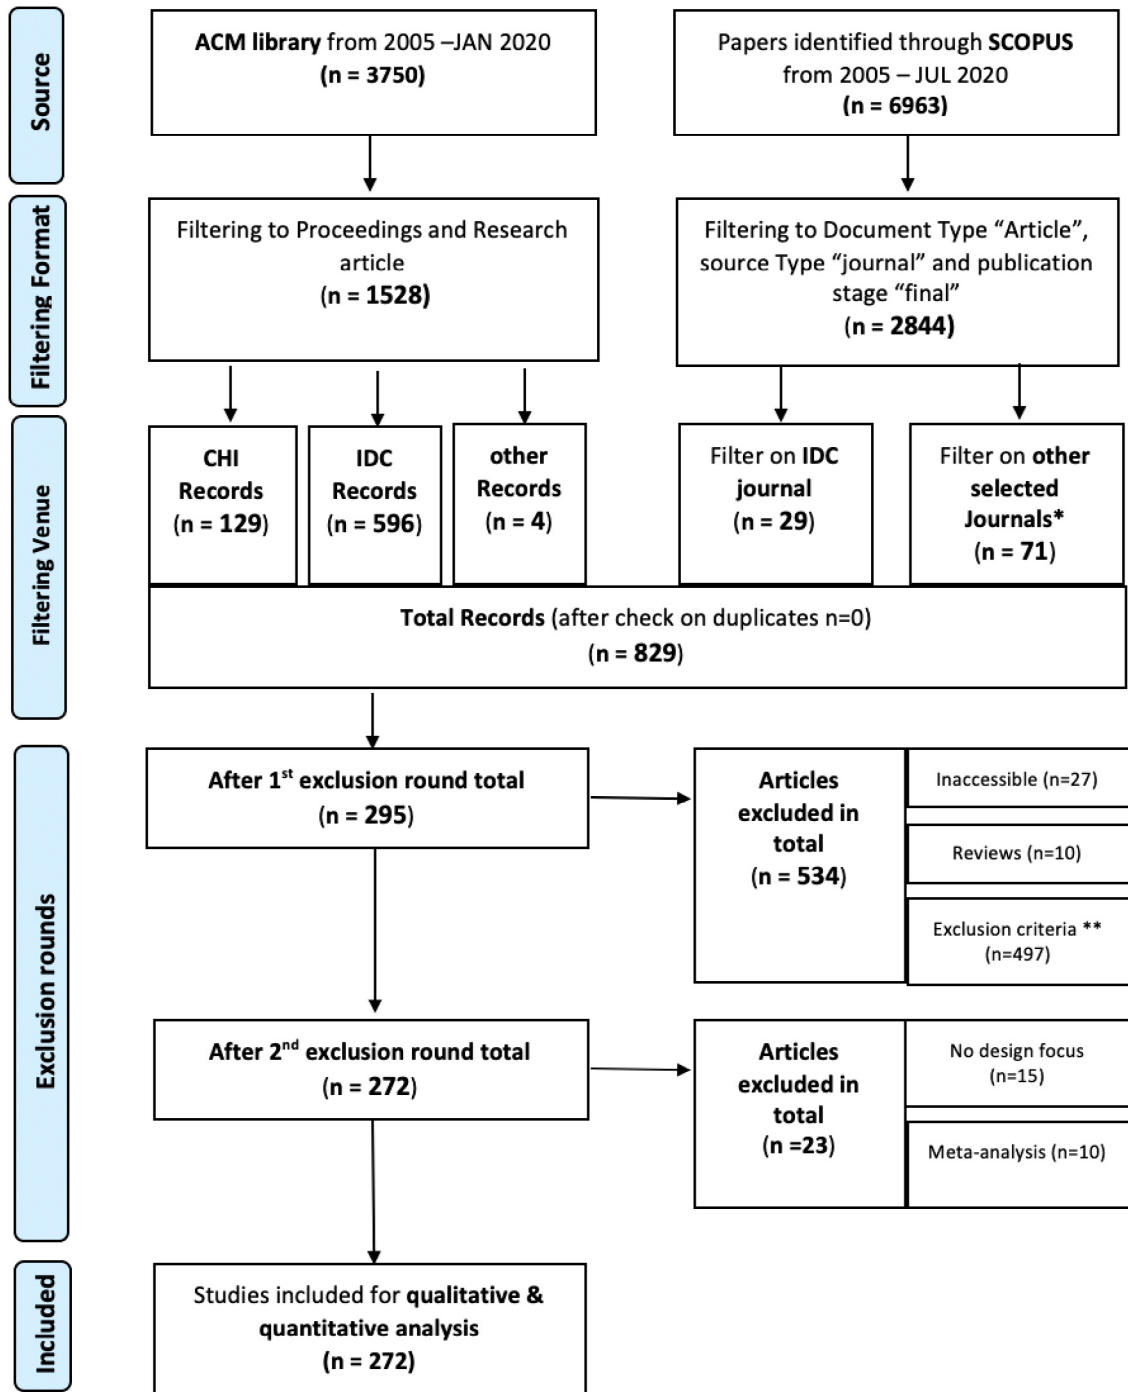 Source
ACM library from 2005 –JAN 2020
(n = 3750)
Papers identified through SCOPUS
from 2005 – JUL 2020
(n = 6963)
Filtering Format
Filtering to Proceedings and Research
article
(n = 1528)
Filtering to Document Type “Article”,
source Type “journal” and publication
stage “final”
(n = 2844)
Filtering Venue
CHI
Records
(n = 129)
IDC
Records
(n = 596)
other
Records
(n = 4)
Filter on IDC
journal
(n = 29)
Filter on other
selected
Journals*
(n = 71)
Total Records (after check on duplicates n=0)
(n = 829)
Exclusion rounds
After 1st exclusion round total
(n = 295)
Articles
excluded in
total
(n = 534)
Inaccessible (n=27)
Reviews (n=10)
Exclusion criteria **
(n=497)
After 2nd exclusion round total
(n = 272)
Articles
excluded in
total
(n =23)
No design focus
(n=15)
Meta-analysis (n=10)
Included
Studies included for qualitative &
quantitative analysis
(n = 272)